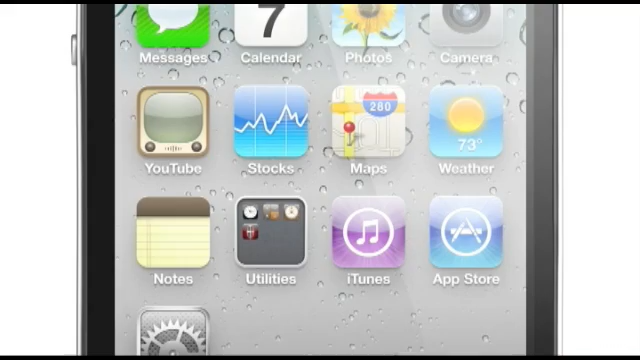 7
Messages Calendar Photos Camera
280
73°
YouTube Stocks Maps Weather
Notes Utilities iTunes App Store